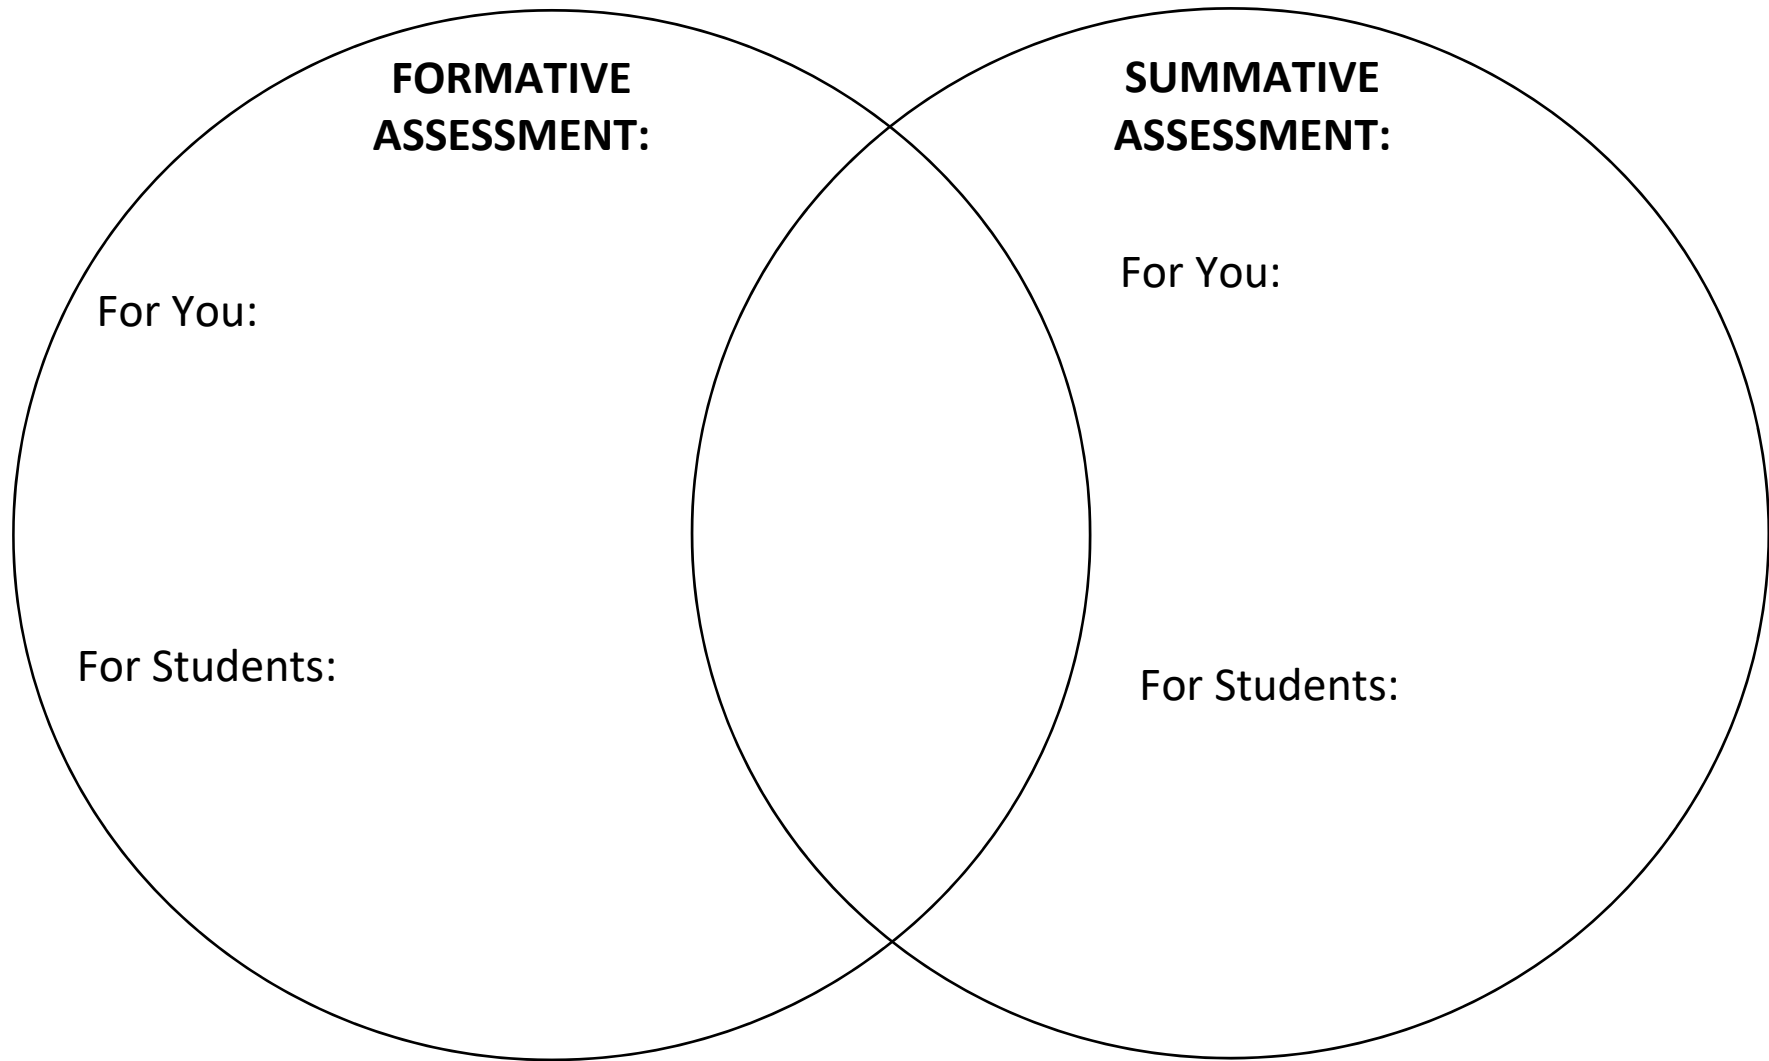 FORMATIVE
ASSESSMENT:
For You:
For Students:
SUMMATIVE
ASSESSMENT:
For You:
For Students: